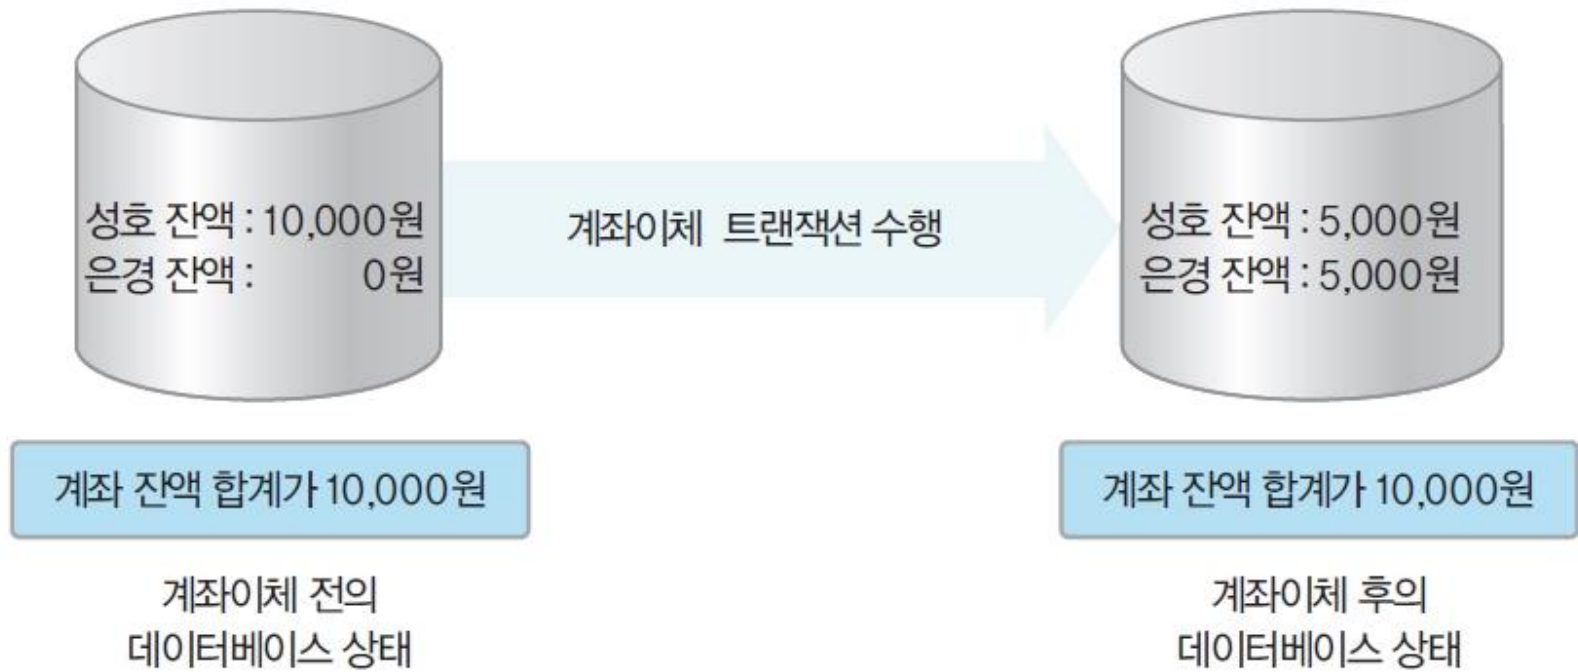 성호 잔액 : 10,000원
은경 잔액 : 0원
계좌이체 트랜잭션 수행
성호 잔액 : 5,000원
은경 잔액 : 5,000원
계좌 잔액 합계가 10,000원
계좌 잔액 합계가 10,000원
계좌이체 전의
데이터베이스 상태
계좌이체 후의
데이터베이스 상태